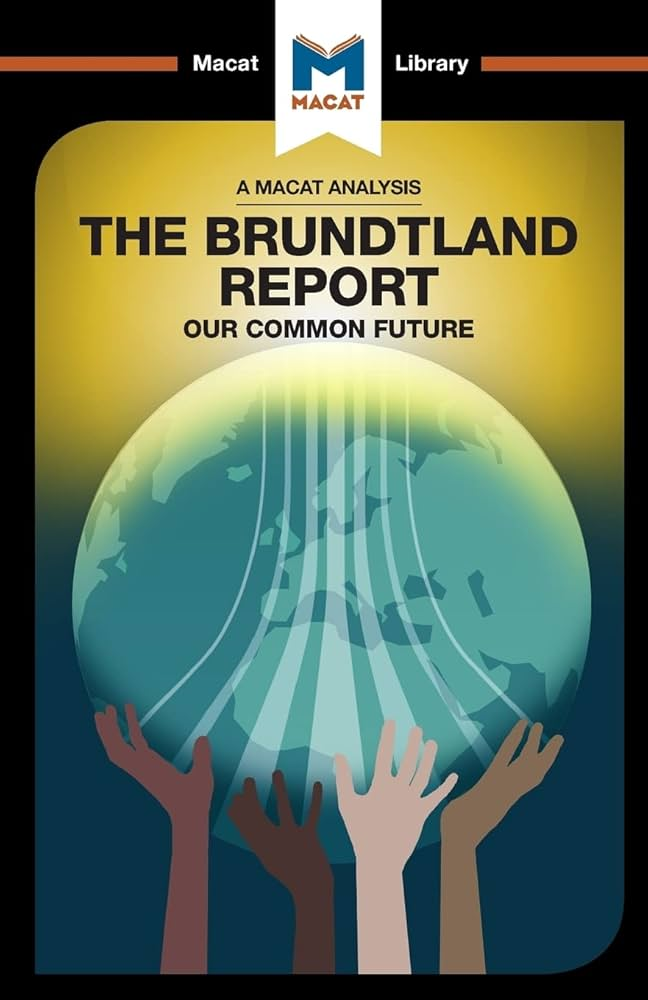 Macat
MACAT
Library
A MACAT ANALYSIS
THE BRUNDTLAND
REPORT
OUR COMMON FUTURE